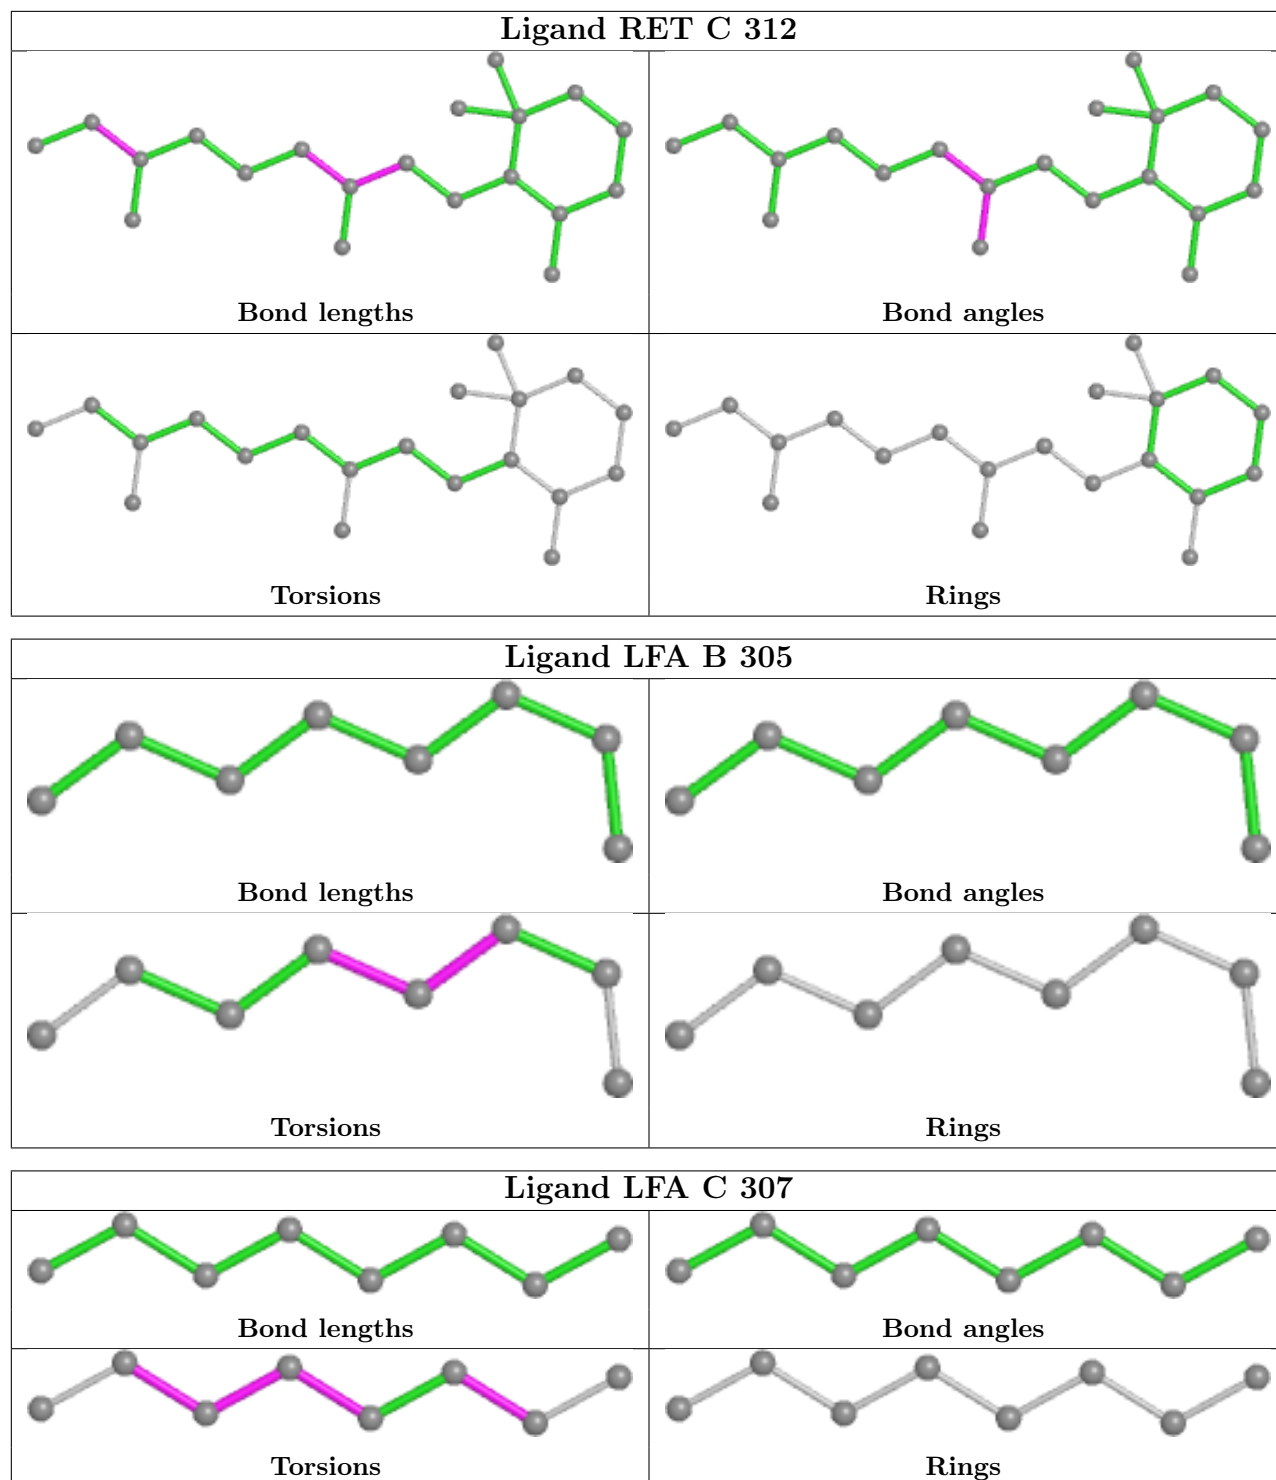 Ligand RET C 312
Bond lengths
Bond angles
Torsions
Rings
Ligand LFA B 305
Bond lengths
Bond angles
Torsions
Rings
Ligand LFA C 307
Bond lengths
Bond angles
Torsions
Rings